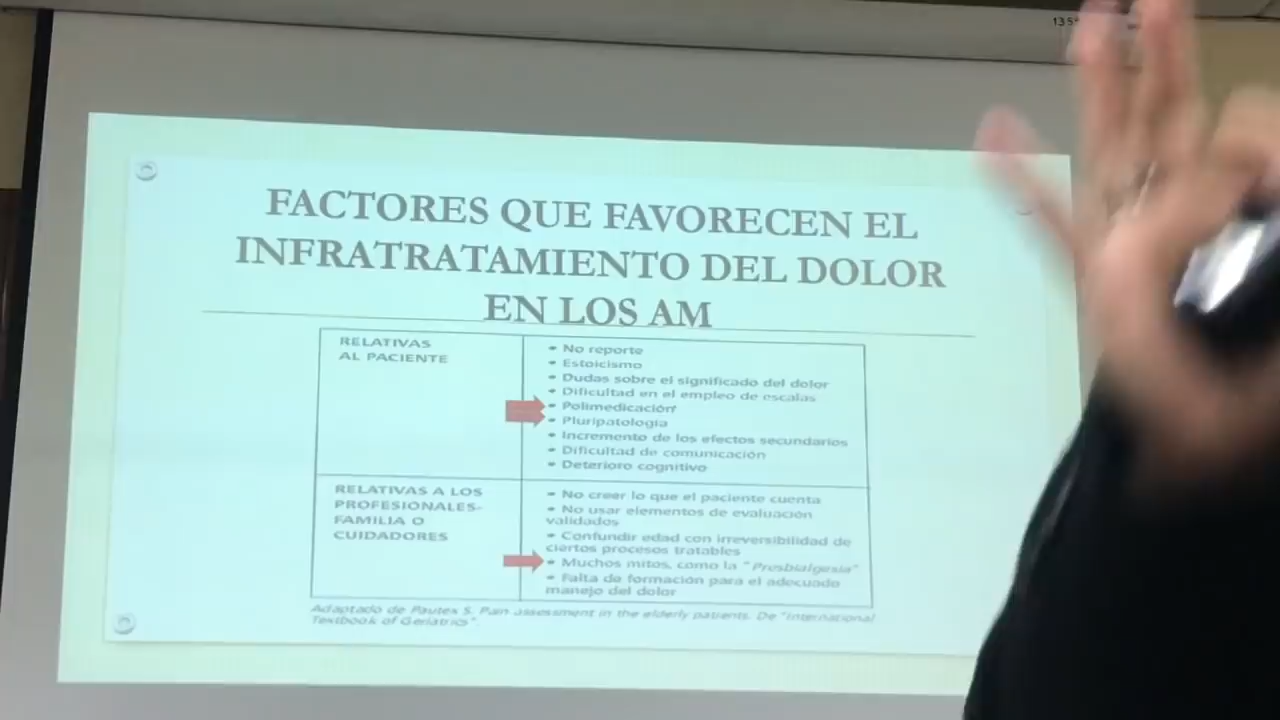 1355
FACTORES QUE FAVORECEN EL
INFRATRATAMIENTO DEL DOLOR
EN LOS AM
RELATIVAS
AL PACIENTE
• No reporte
• Estoicismo
• Dudas sobre el significado del dolor
• Dificultad en el empleo de escalas
• Polimedicación
• Pluripatología
• Incremento de los efectos secundarios
• Dificultad de comunicación
• Deterioro cognitivo
RELATIVAS A LOS
PROFESIONALES-
FAMILIA O
CUIDADORES
• No creer lo que el paciente cuenta
• No usar elementos de evaluación
validados
• Confundir edad con irreversibilidad de
ciertos procesos tratables
• Muchos mitos, como la "Presbialgesia"
• Falta de formación para el adecuado
manejo del dolor
Adaptado de Pautex S. Pain assessment in the elderly patients. De "International
Textbook of Geriatrics".